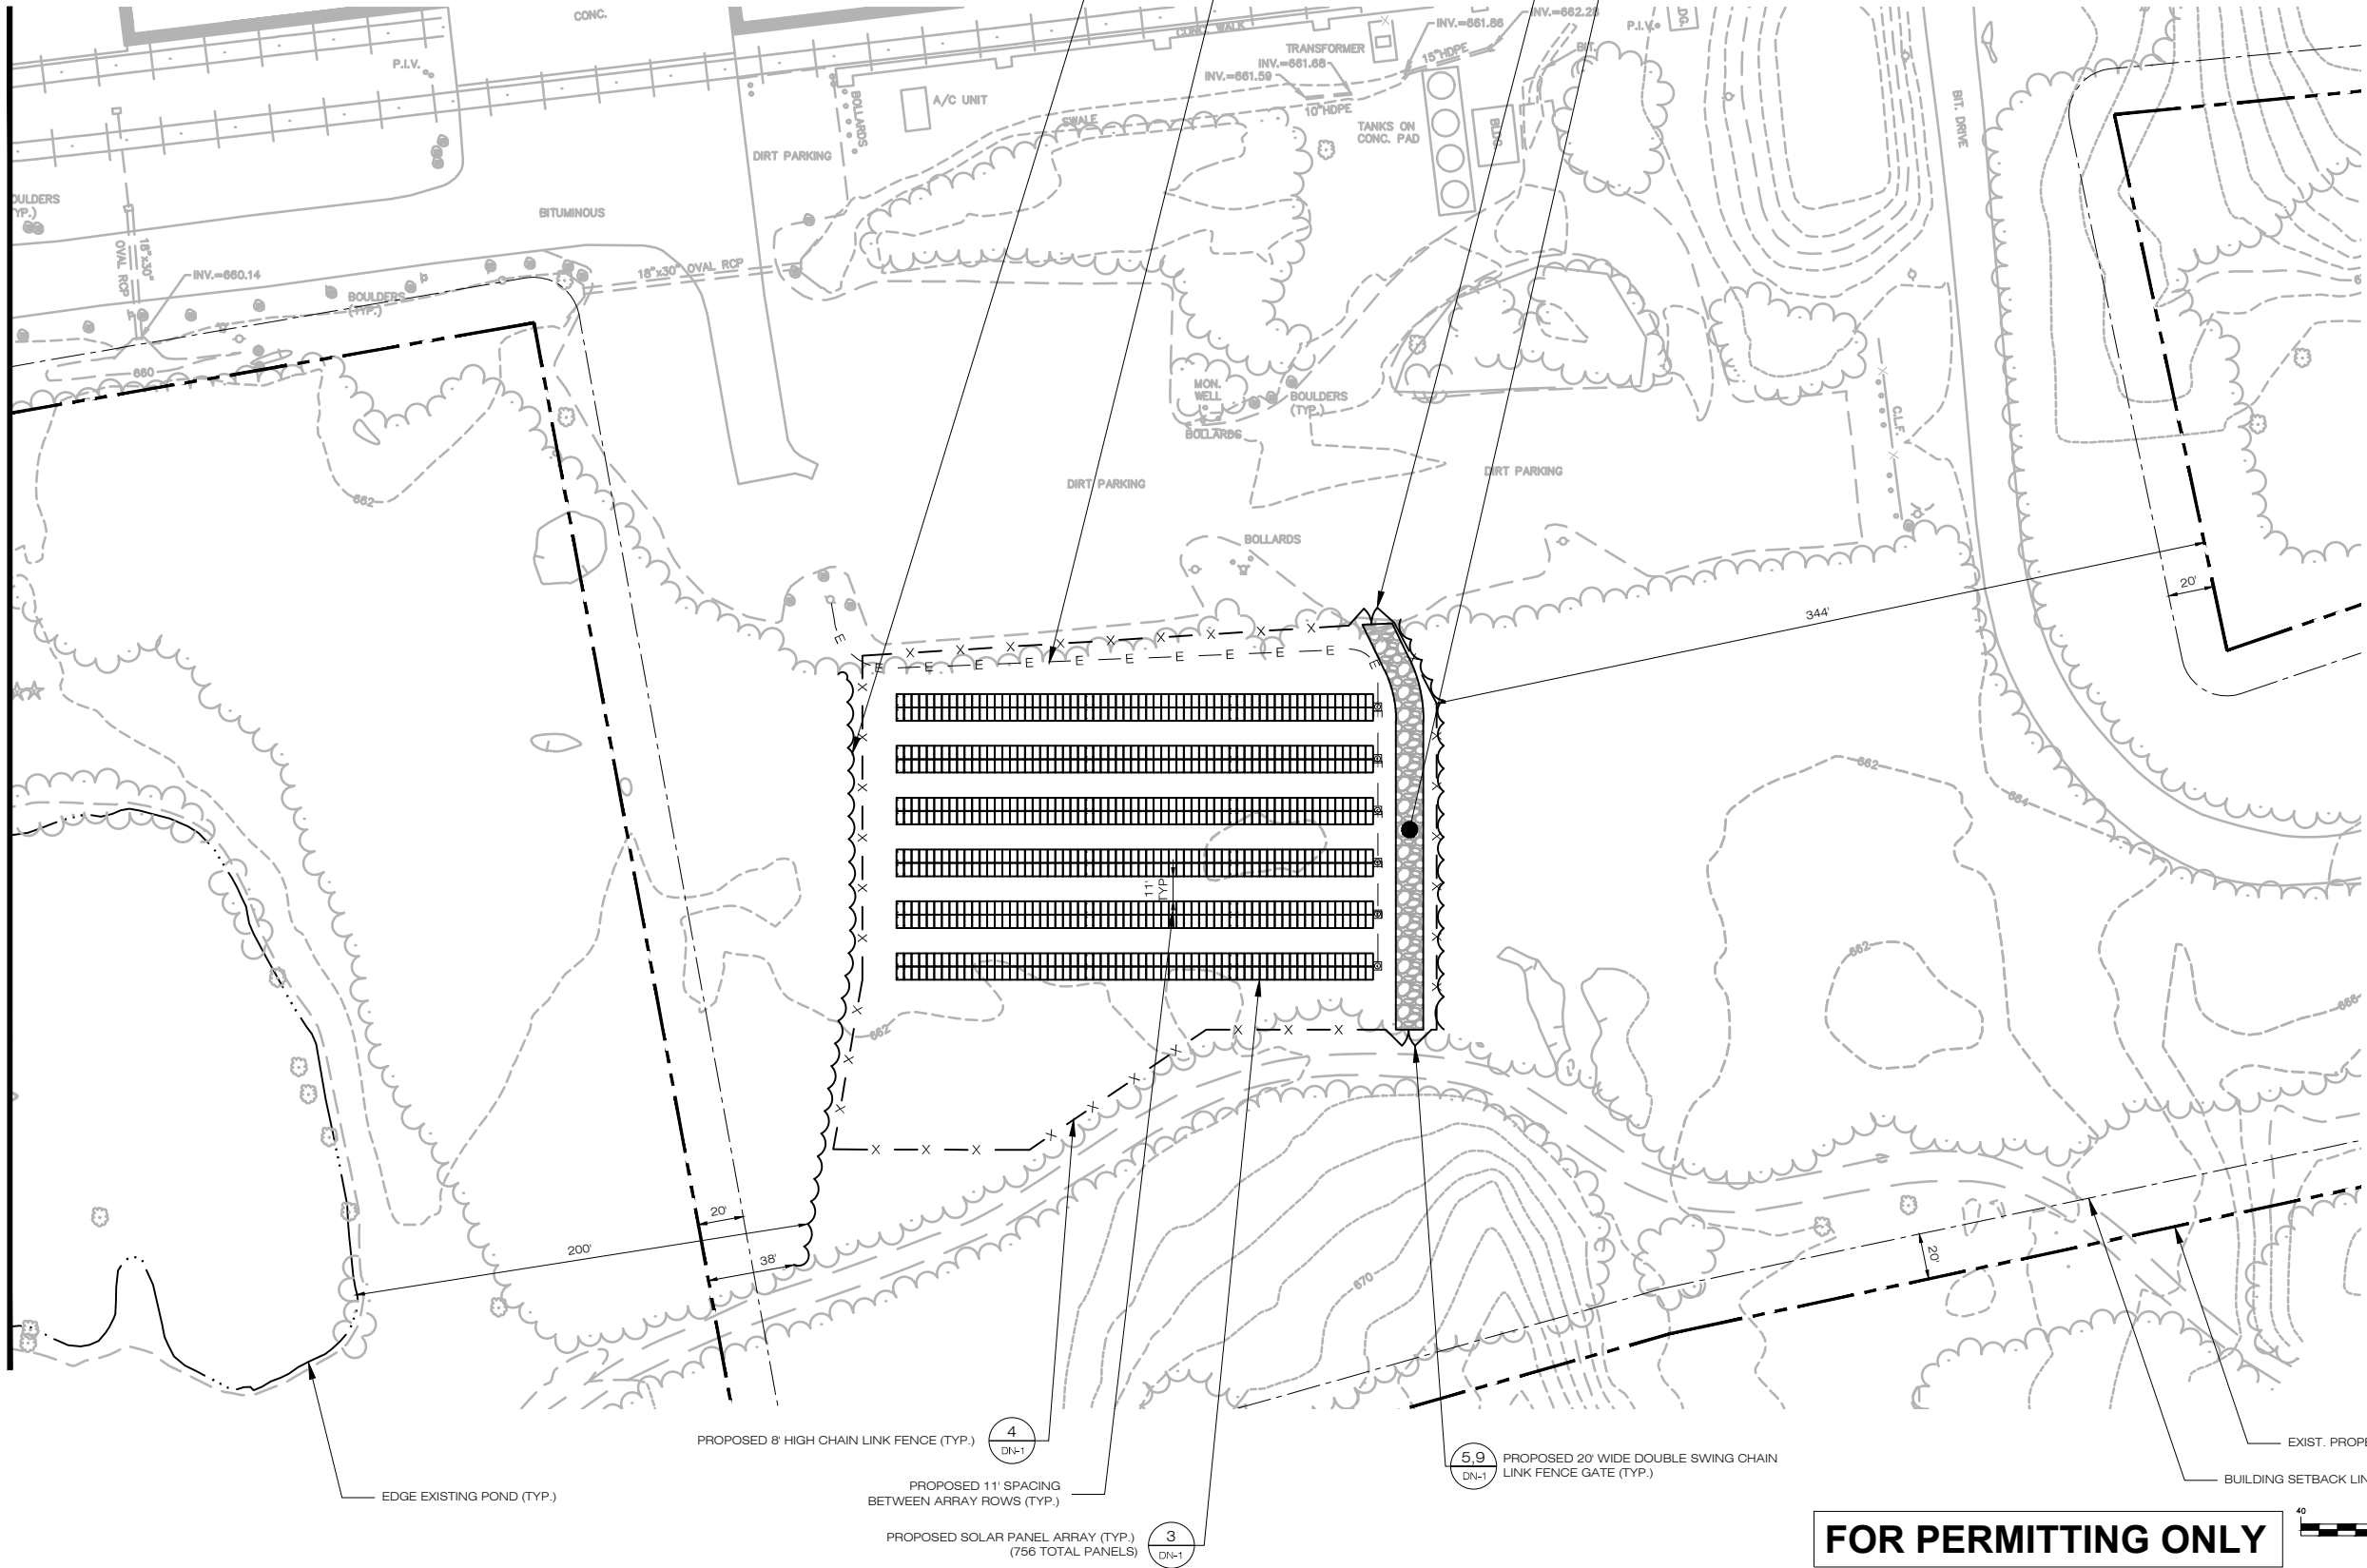 CONC.
P.I.V.
BOLLARDS
A/C UNIT
DIRT PARKING
CONC. WALK
TRANSFORMER
INV.=661.86
INV.=662.28
P.I.V.
15"HDPE
INV.=661.68
INV.=661.59
10"HDPE
SWALE
TANKS ON
CONC. PAD
BLDG
BIT.
BIT. DRIVE
BITUMINOUS
18"x30"
OVAL RCP
INV.=660.14
18"x30" OVAL RCP
BOULDERS
(TYP.)
660
662
MON.
WELL
BOLLARDS
BOULDERS
(TYP.)
C.L.F.
DIRT PARKING
DIRT PARKING
BOLLARDS
344'
20'
X X X X X X X X X
E E E E E E E E E E
11'
TYP
662
662
664
662
666
670
20'
200'
38'
20'
PROPOSED 8' HIGH CHAIN LINK FENCE (TYP.)
4
DN-1
EDGE EXISTING POND (TYP.)
PROPOSED 11' SPACING
BETWEEN ARRAY ROWS (TYP.)
PROPOSED SOLAR PANEL ARRAY (TYP.)
(756 TOTAL PANELS)
3
DN-1
5,9
DN-1
PROPOSED 20' WIDE DOUBLE SWING CHAIN
LINK FENCE GATE (TYP.)
EXIST.
BUILDING SETBACK
FOR PERMITTING ONLY
40